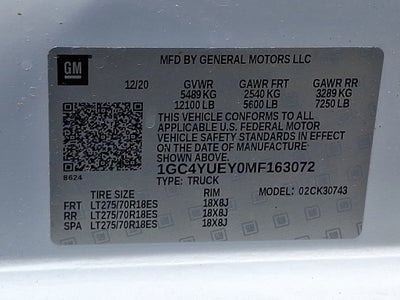 GM
MFD BY GENERAL MOTORS LLC
12/20 GVWR GAWR FRT GAWR RR
5489 KG 2540 KG 3289 KG
12100 LB 5600 LB 7250 LB
THIS VEHICLE CONFORMS TO ALL
APPLICABLE U.S. FEDERAL MOTOR
VEHICLE SAFETY STANDARDS IN EFFECT
ON THE DATE OF MANUFACTURE
SHOWN ABOVE.
8624
1GC4YUEY0MF163072
TYPE: TRUCK
MODEL: 02CK30743
TIRE SIZE RIM
FRT LT275/70R18ES 18X8J
RR LT275/70R18ES 18X8J
SPA LT275/70R18ES 18X8J